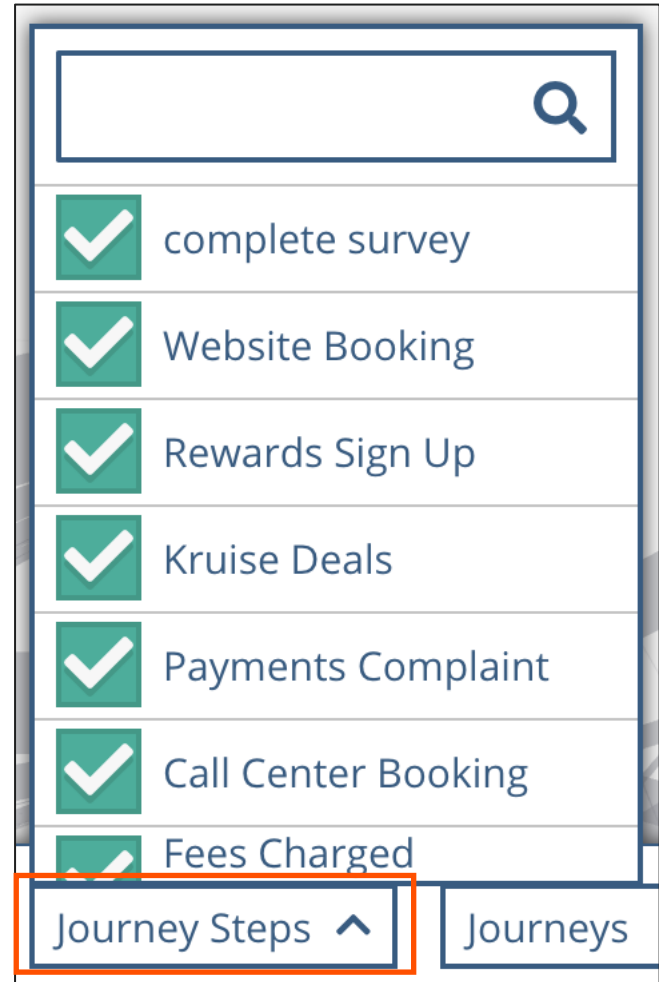 complete survey
Website Booking
Rewards Sign Up
Kruise Deals
Payments Complaint
Call Center Booking
Fees Charged
Journey Steps
Journeys